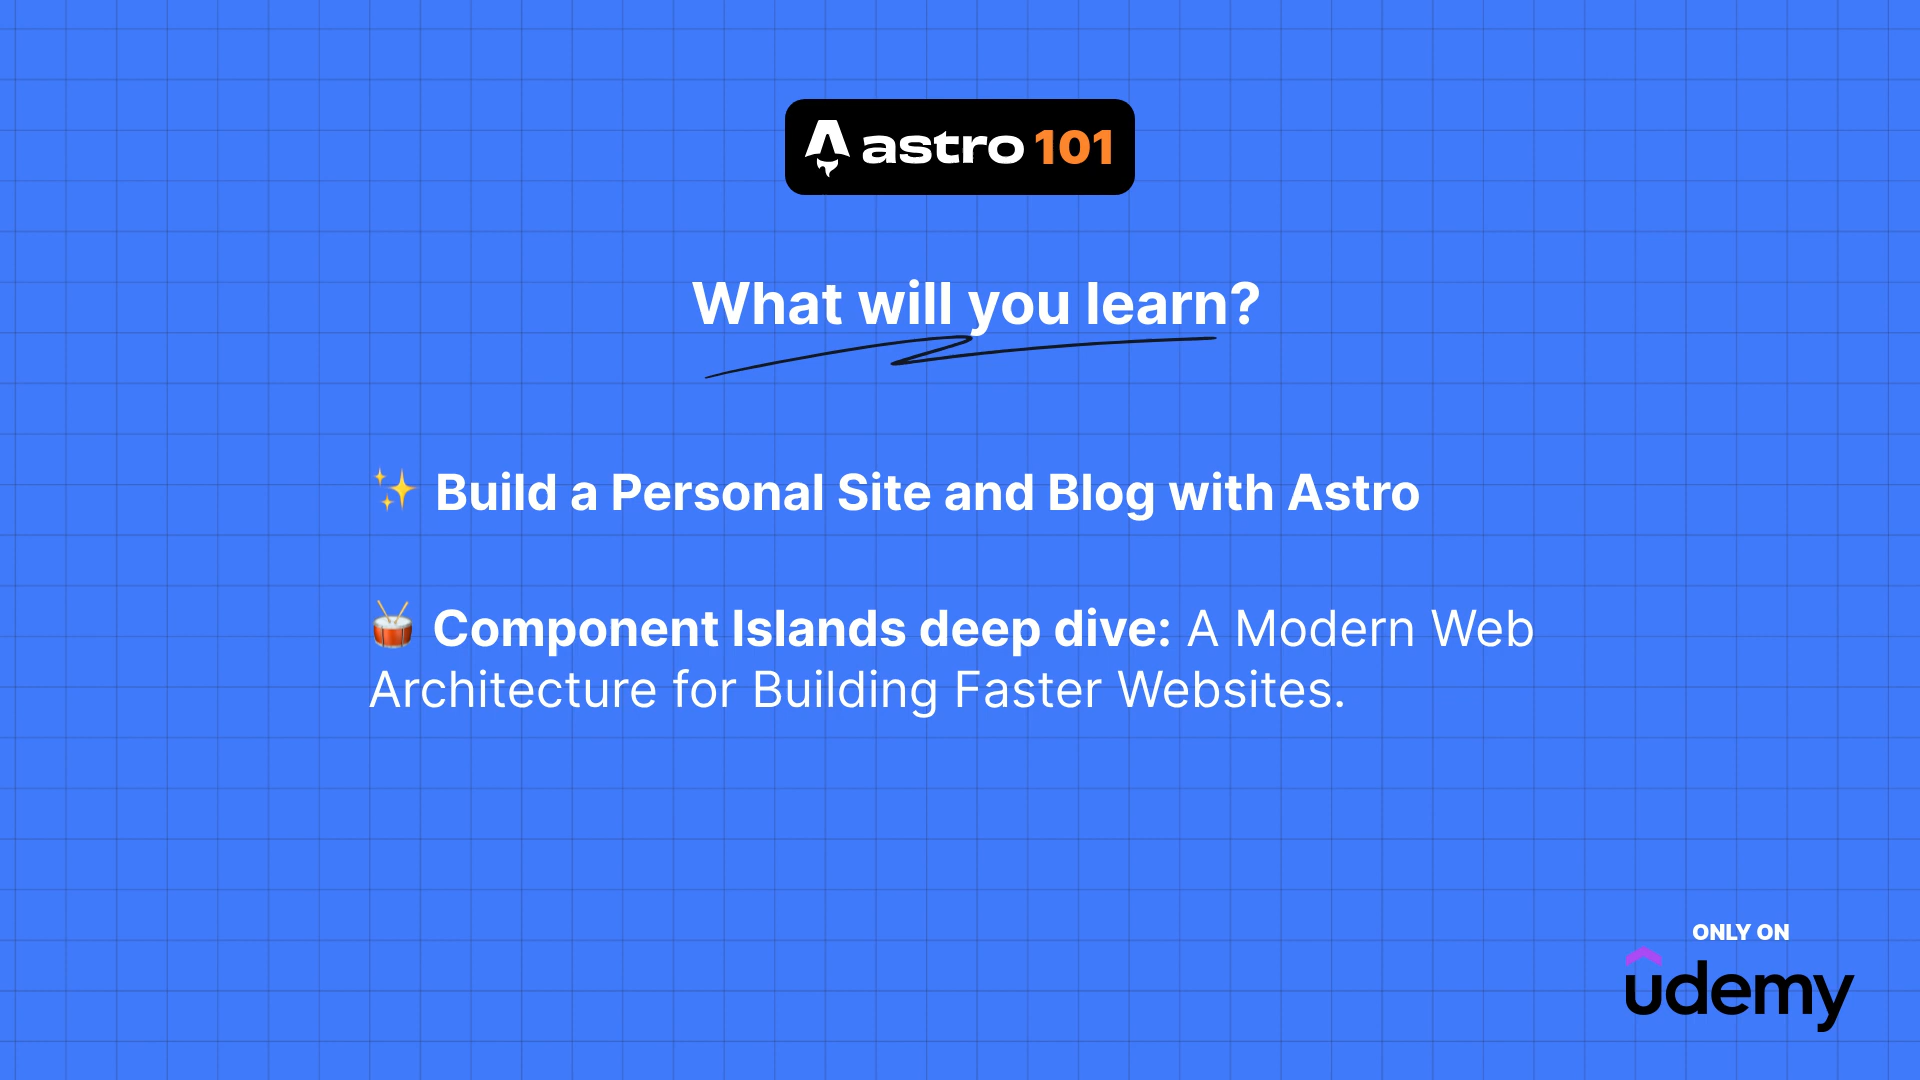 astro 101
What will you learn?
✨ Build a Personal Site and Blog with Astro
🥁 Component Islands deep dive: A Modern Web
Architecture for Building Faster Websites.
ONLY ON
udemy